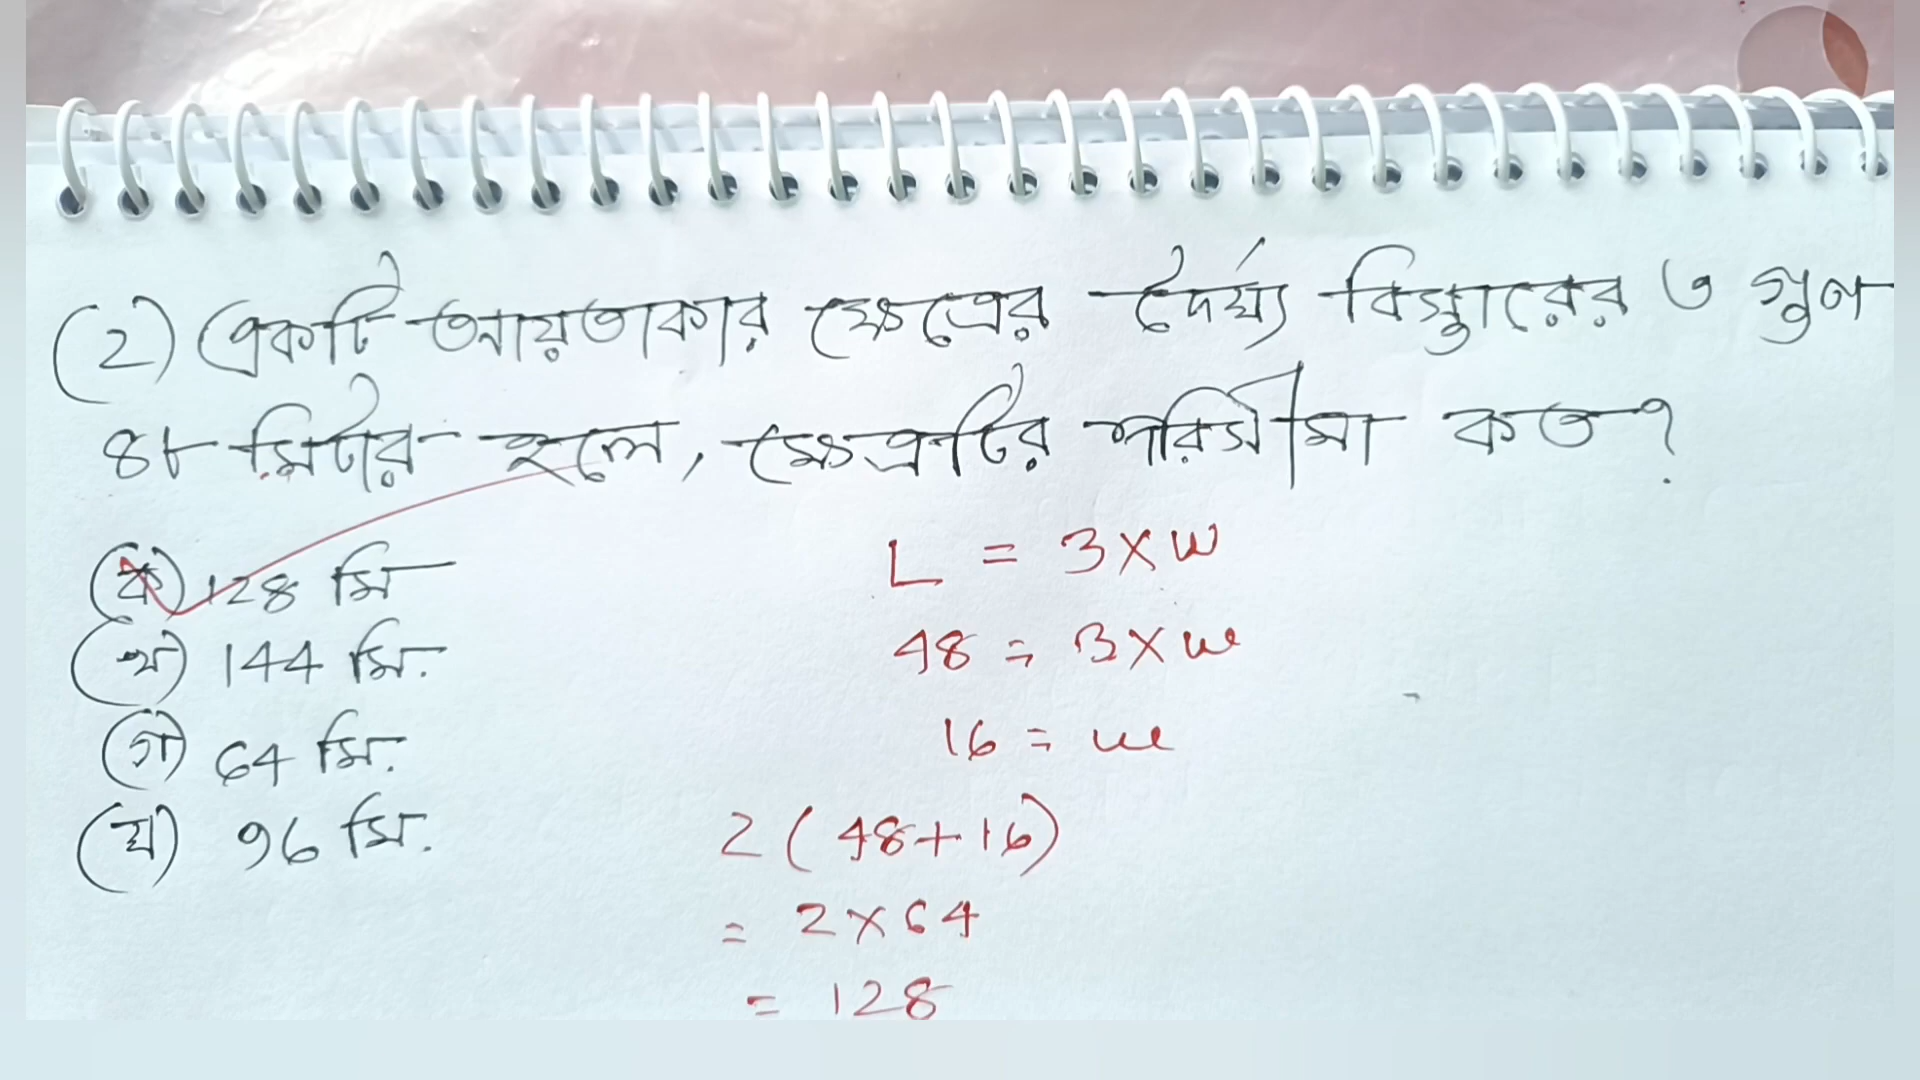 (2) একটি আয়তাকার ক্ষেত্রের দৈর্ঘ্য বিস্তারের ৩ গুণ
৪৮ মিটার হলে, ক্ষেত্রটির পরিসীমা কত?
(ক) 128 মি
(খ) 144 মি.
(গ) 64 মি.
(ঘ) 96 মি.
L = 3 × w
48 = 3 × w
16 = w
2 (48+16)
= 2 × 64
= 128